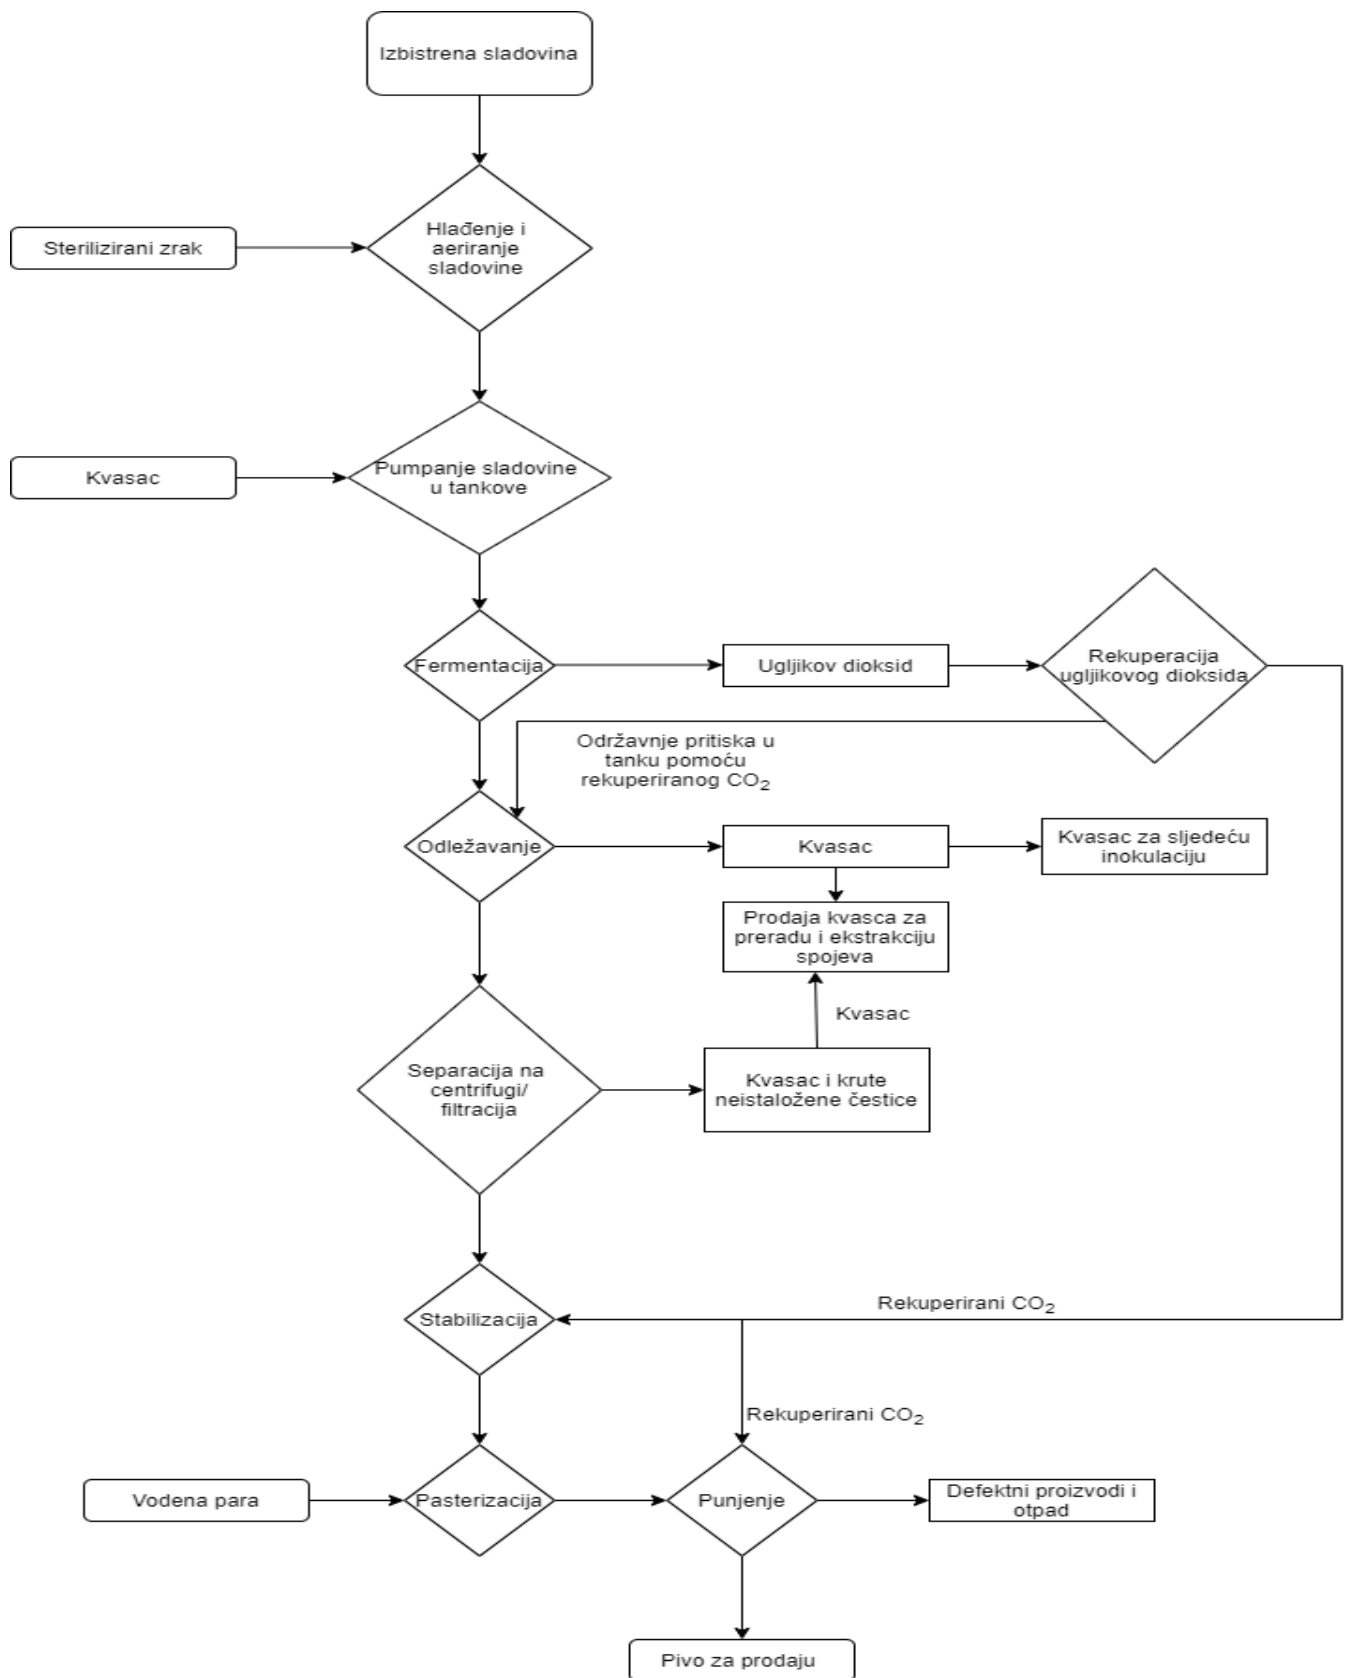 Izbistrena sladovina
Hlađenje i
aeriranje
sladovine
Sterilizirani zrak
Pumpanje sladovine
u tankove
Kvasac
Fermentacija
Ugljikov dioksid
Rekuperacija
ugljikovog dioksida
Održavnje pritiska u
tanku pomoću
rekuperiranog CO₂
Odležavanje
Kvasac
Kvasac za sljedeću
inokulaciju
Prodaja kvasca za
preradu i ekstrakciju
spojeva
Kvasac
Separacija na
centrifugi/
filtracija
Kvasac i krute
neistaložene čestice
Stabilizacija
Rekuperirani CO₂
Rekuperirani CO₂
Vodena para
Pasterizacija
Punjenje
Defektni proizvodi i
otpad
Pivo za prodaju